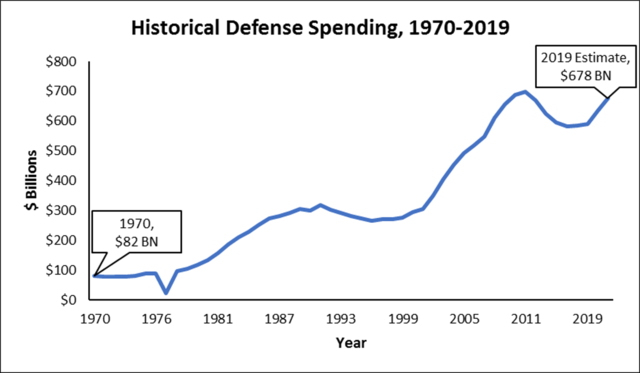 Historical Defense Spending, 1970-2019
$800
$700
$600
$500
$400
$300
$200
$100
$0
$ Billions
2019 Estimate,
$678 BN
1970,
$82 BN
1970 1976 1981 1987 1993 1999 2005 2011 2019
Year